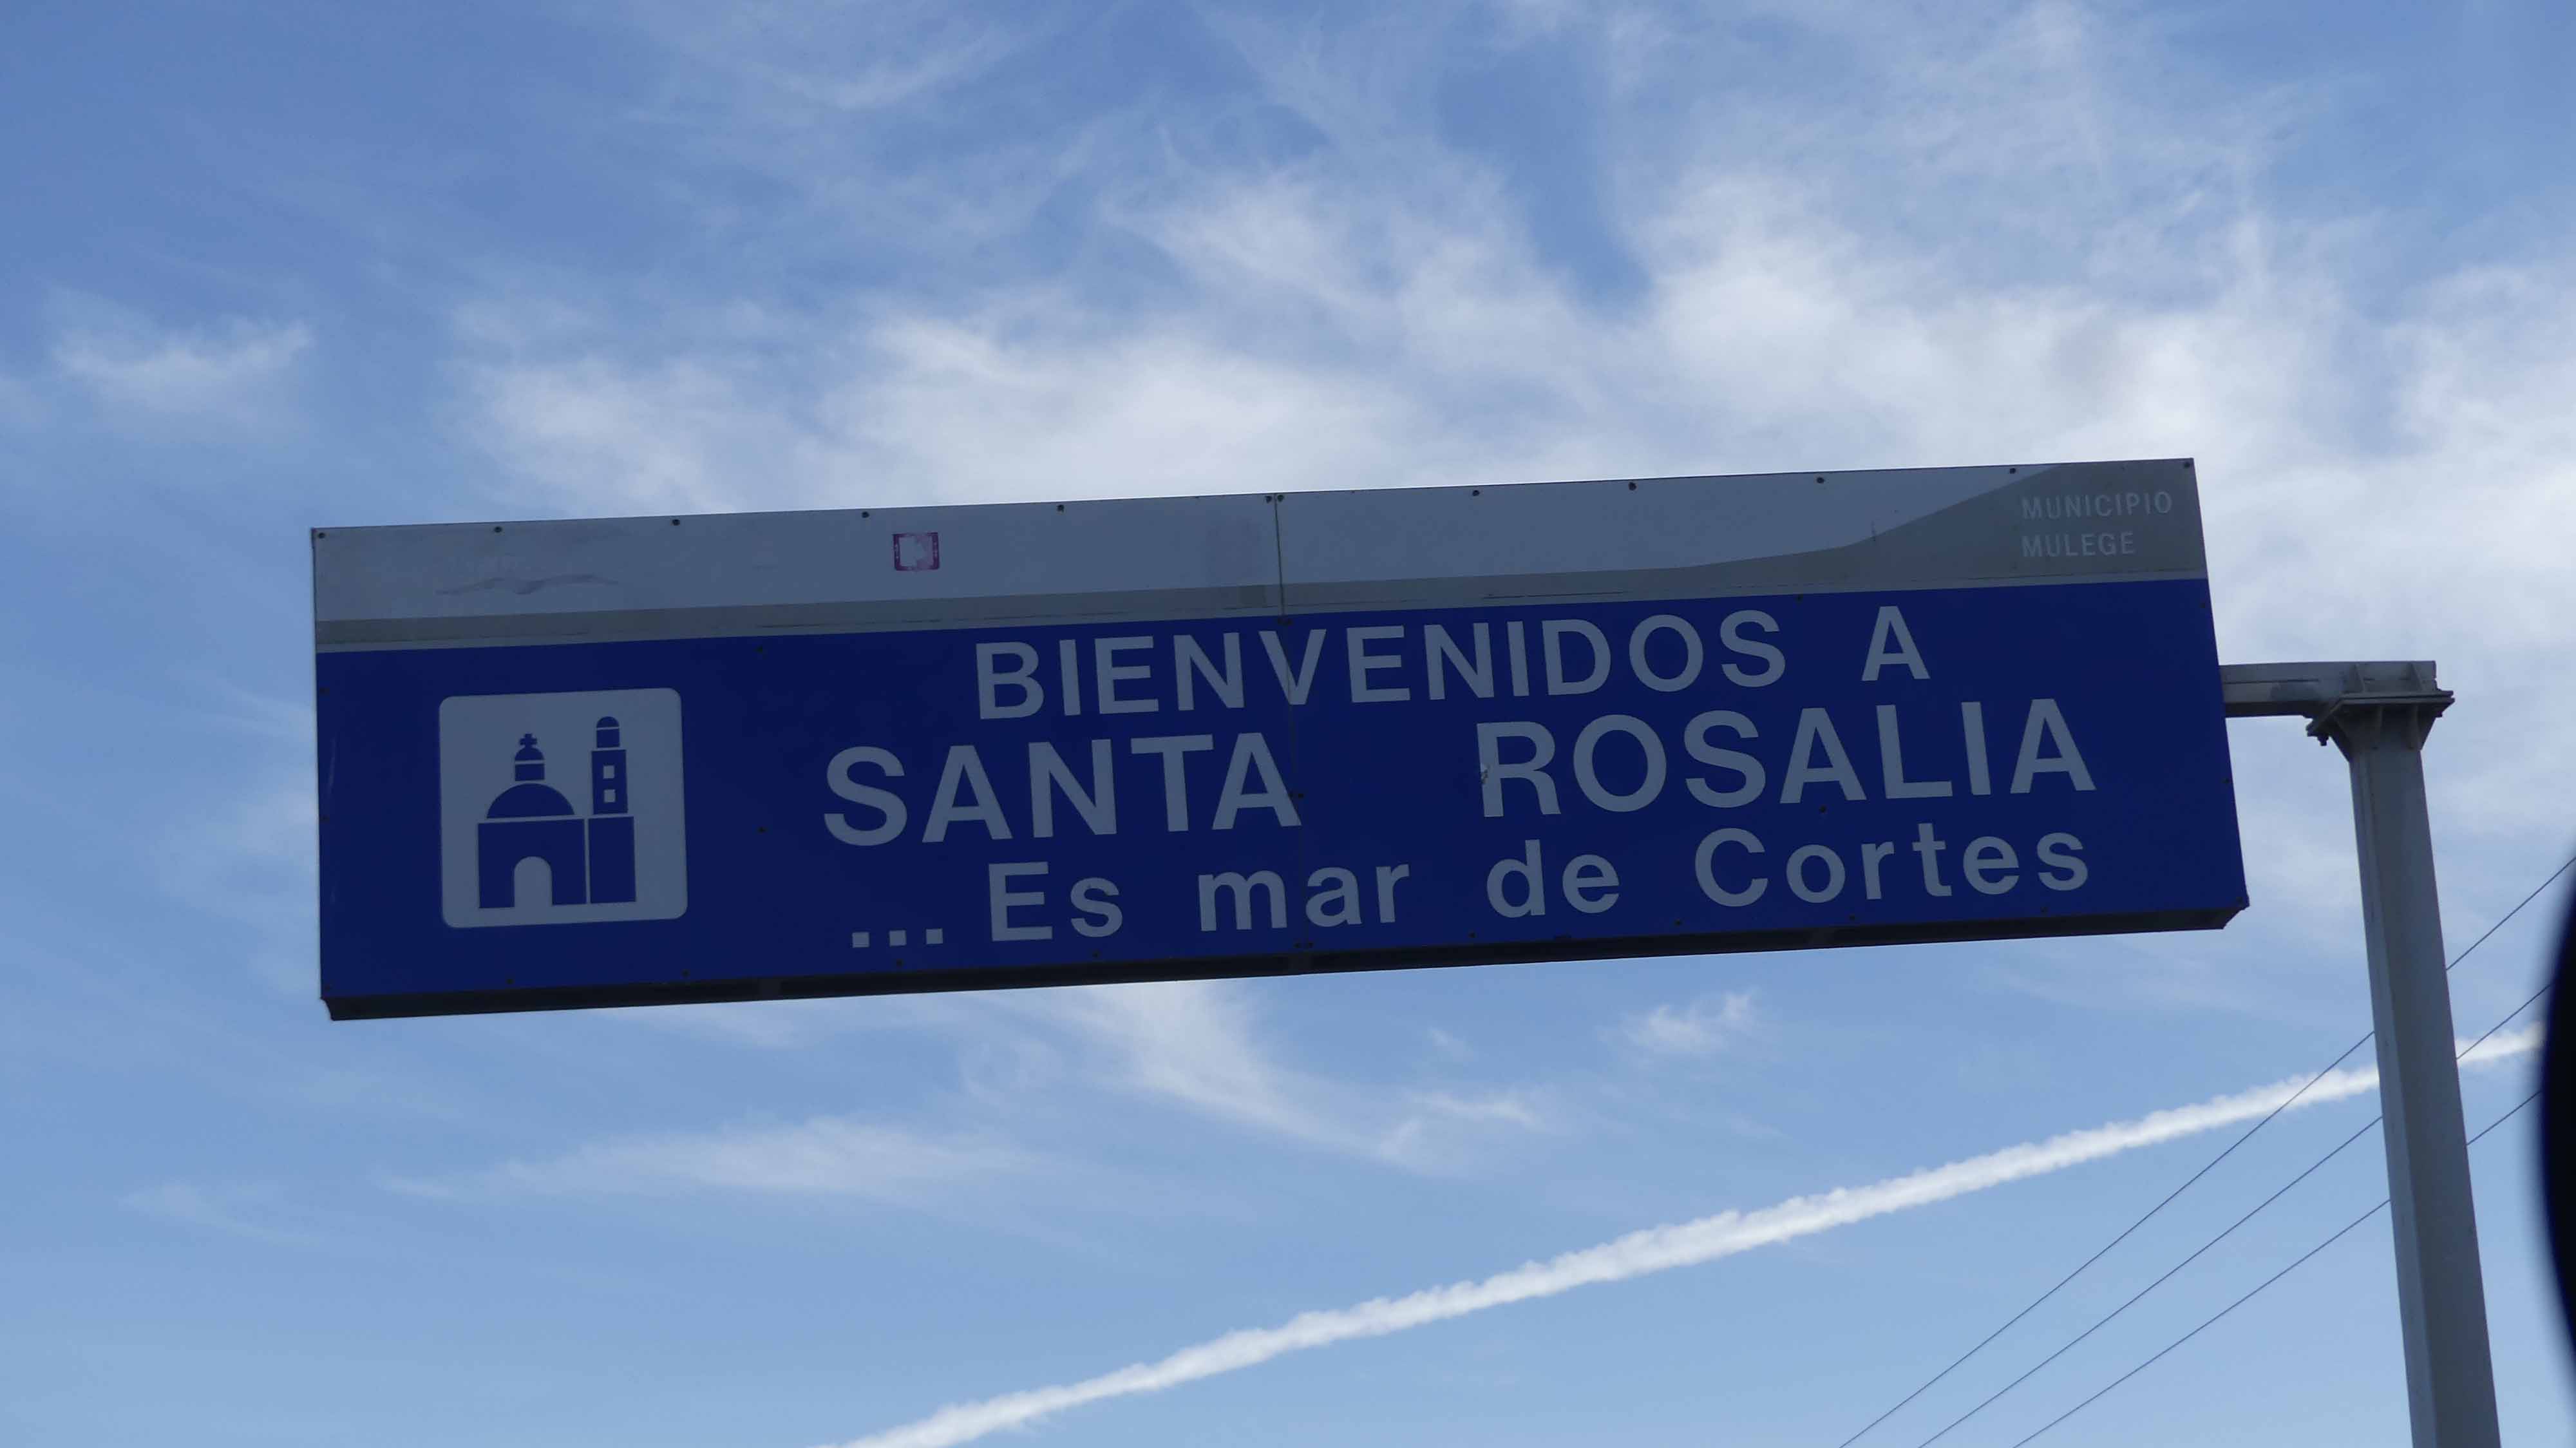 MUNICIPIO
MULEGE
BIENVENIDOS A
SANTA ROSALIA
...Es mar de Cortes